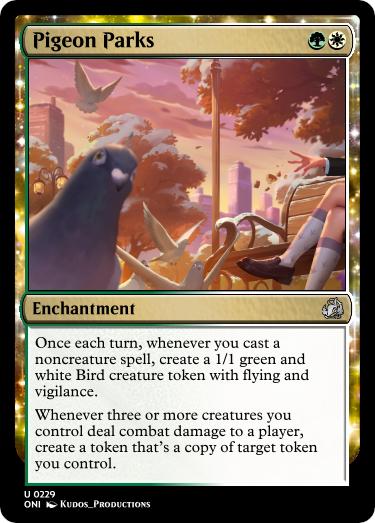 Pigeon Parks
Enchantment
Once each turn, whenever you cast a
noncreature spell, create a 1/1 green and
white Bird creature token with flying and
vigilance.
Whenever three or more creatures you
control deal combat damage to a player,
create a token that's a copy of target token
you control.
U 0229
ONI Kudos_Productions